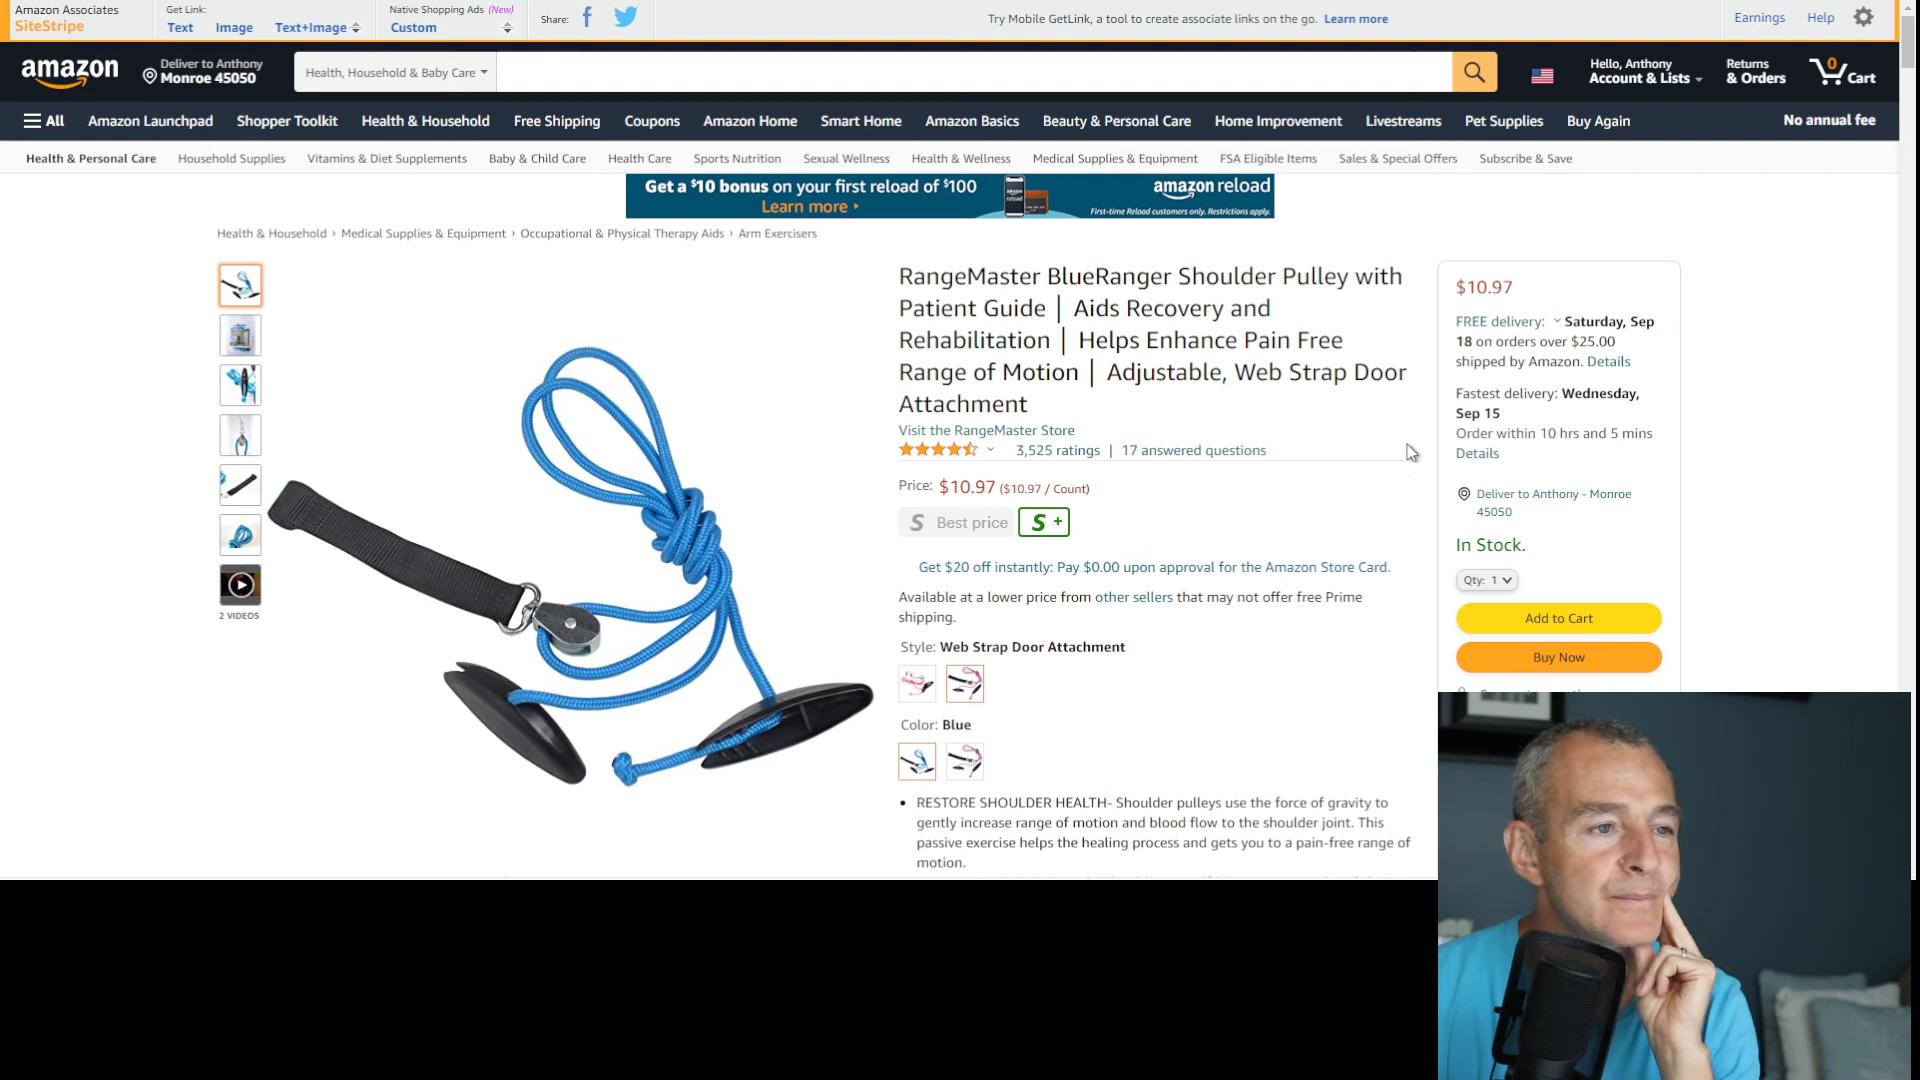 Amazon Associates
SiteStripe
Get Link:
Text Image Text+Image
Native Shopping Ads (New)
Custom
Share:
Try Mobile GetLink, a tool to create associate links on the go. Learn more
Earnings Help
amazon
Deliver to Anthony
Monroe 45050
Health, Household & Baby Care
Hello, Anthony
Account & Lists
Returns
& Orders
0
Cart
All Amazon Launchpad Shopper Toolkit Health & Household Free Shipping Coupons Amazon Home Smart Home Amazon Basics Beauty & Personal Care Home Improvement Livestreams Pet Supplies Buy Again No annual fee
Health & Personal Care Household Supplies Vitamins & Diet Supplements Baby & Child Care Health Care Sports Nutrition Sexual Wellness Health & Wellness Medical Supplies & Equipment FSA Eligible Items Sales & Special Offers Subscribe & Save
Get a $10 bonus on your first reload of $100
Learn more
amazon reload
First-time Reload customers only. Restrictions apply.
Health & Household › Medical Supplies & Equipment › Occupational & Physical Therapy Aids › Arm Exercisers
2 VIDEOS
RangeMaster BlueRanger Shoulder Pulley with
Patient Guide │ Aids Recovery and
Rehabilitation │ Helps Enhance Pain Free
Range of Motion │ Adjustable, Web Strap Door
Attachment
Visit the RangeMaster Store
3,525 ratings | 17 answered questions
Price: $10.97 ($10.97 / Count)
S Best price S +
Get $20 off instantly: Pay $0.00 upon approval for the Amazon Store Card.
Available at a lower price from other sellers that may not offer free Prime
shipping.
Style: Web Strap Door Attachment
Color: Blue
• RESTORE SHOULDER HEALTH- Shoulder pulleys use the force of gravity to
gently increase range of motion and blood flow to the shoulder joint. This
passive exercise helps the healing process and gets you to a pain-free range of
motion.
$10.97
FREE delivery: Saturday, Sep
18 on orders over $25.00
shipped by Amazon. Details
Fastest delivery: Wednesday,
Sep 15
Order within 10 hrs and 5 mins
Details
Deliver to Anthony - Monroe
45050
In Stock.
Qty: 1
Add to Cart
Buy Now